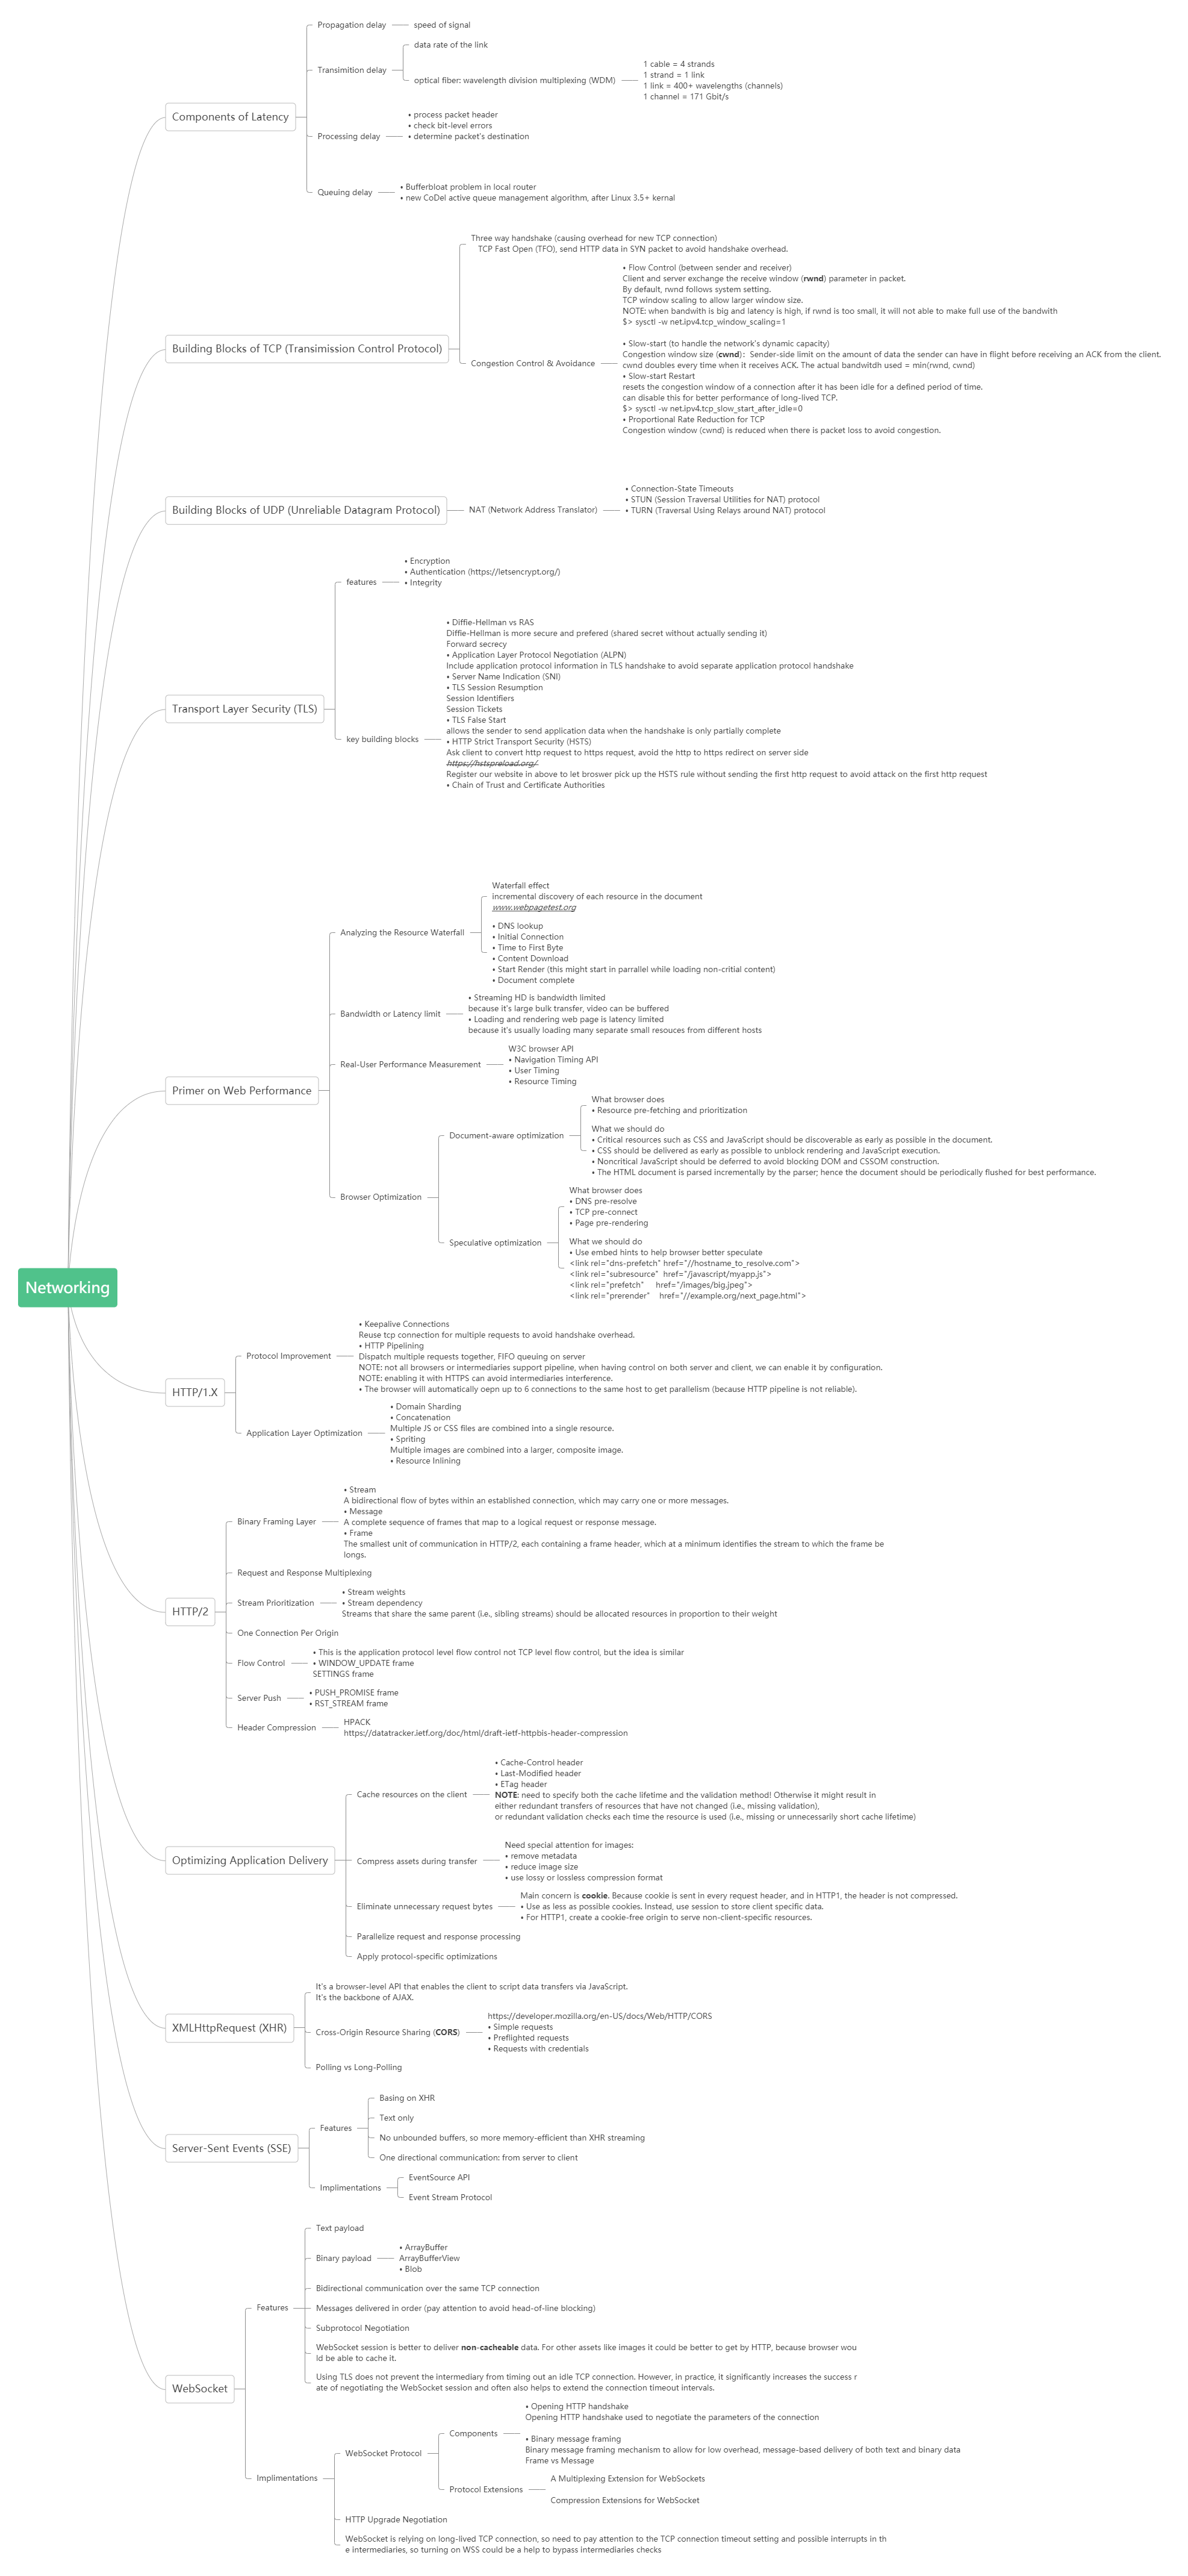 Networking
Components of Latency
Propagation delay
speed of signal
Transimition delay
data rate of the link
optical fiber: wavelength division multiplexing (WDM)
1 cable = 4 strands
1 strand = 1 link
1 link = 400+ wavelengths (channels)
1 channel = 171 Gbit/s
Processing delay
• process packet header
• check bit-level errors
• determine packet's destination
Queuing delay
• Bufferbloat problem in local router
• new CoDel active queue management algorithm, after Linux 3.5+ kernal
Building Blocks of TCP (Transimission Control Protocol)
Three way handshake (causing overhead for new TCP connection)
TCP Fast Open (TFO), send HTTP data in SYN packet to avoid handshake overhead.
Congestion Control & Avoidance
• Flow Control (between sender and receiver)
Client and server exchange the receive window (rwnd) parameter in packet.
By default, rwnd follows system setting.
TCP window scaling to allow larger window size.
NOTE: when bandwith is big and latency is high, if rwnd is too small, it will not able to make full use of the bandwith
$> sysctl -w net.ipv4.tcp_window_scaling=1
• Slow-start (to handle the network's dynamic capacity)
Congestion window size (cwnd): Sender-side limit on the amount of data the sender can have in flight before receiving an ACK from the client.
cwnd doubles every time when it receives ACK. The actual bandwitdh used = min(rwnd, cwnd)
• Slow-start Restart
resets the congestion window of a connection after it has been idle for a defined period of time.
can disable this for better performance of long-lived TCP.
$> sysctl -w net.ipv4.tcp_slow_start_after_idle=0
• Proportional Rate Reduction for TCP
Congestion window (cwnd) is reduced when there is packet loss to avoid congestion.
Building Blocks of UDP (Unreliable Datagram Protocol)
NAT (Network Address Translator)
• Connection-State Timeouts
• STUN (Session Traversal Utilities for NAT) protocol
• TURN (Traversal Using Relays around NAT) protocol
Transport Layer Security (TLS)
features
• Encryption
• Authentication (https://letsencrypt.org/)
• Integrity
key building blocks
• Diffie-Hellman vs RAS
Diffie-Hellman is more secure and prefered (shared secret without actually sending it)
Forward secrecy
• Application Layer Protocol Negotiation (ALPN)
Include application protocol information in TLS handshake to avoid separate application protocol handshake
• Server Name Indication (SNI)
• TLS Session Resumption
Session Identifiers
Session Tickets
• TLS False Start
allows the sender to send application data when the handshake is only partially complete
• HTTP Strict Transport Security (HSTS)
Ask client to convert http request to https request, avoid the http to https redirect on server side
https://hstspreload.org/
Register our website in above to let broswer pick up the HSTS rule without sending the first http request to avoid attack on the first http request
• Chain of Trust and Certificate Authorities
Primer on Web Performance
Analyzing the Resource Waterfall
Waterfall effect
incremental discovery of each resource in the document
www.webpagetest.org
• DNS lookup
• Initial Connection
• Time to First Byte
• Content Download
• Start Render (this might start in parrallel while loading non-critial content)
• Document complete
Bandwidth or Latency limit
• Streaming HD is bandwidth limited
because it's large bulk transfer, video can be buffered
• Loading and rendering web page is latency limited
because it's usually loading many separate small resouces from different hosts
Real-User Performance Measurement
W3C browser API
• Navigation Timing API
• User Timing
• Resource Timing
Browser Optimization
Document-aware optimization
What browser does
• Resource pre-fetching and prioritization
What we should do
• Critical resources such as CSS and JavaScript should be discoverable as early as possible in the document.
• CSS should be delivered as early as possible to unblock rendering and JavaScript execution.
• Noncritical JavaScript should be deferred to avoid blocking DOM and CSSOM construction.
• The HTML document is parsed incrementally by the parser; hence the document should be periodically flushed for best performance.
Speculative optimization
What browser does
• DNS pre-resolve
• TCP pre-connect
• Page pre-rendering
What we should do
• Use embed hints to help browser better speculate
<link rel="dns-prefetch" href="//hostname_to_resolve.com">
<link rel="subresource" href="/javascript/myapp.js">
<link rel="prefetch" href="/images/big.jpeg">
<link rel="prerender" href="//example.org/next_page.html">
HTTP/1.X
Protocol Improvement
• Keepalive Connections
Reuse tcp connection for multiple requests to avoid handshake overhead.
• HTTP Pipelining
Dispatch multiple requests together, FIFO queuing on server
NOTE: not all browsers or intermediaries support pipeline, when having control on both server and client, we can enable it by configuration.
NOTE: enabling it with HTTPS can avoid intermediaries interference.
• The browser will automatically oepn up to 6 connections to the same host to get parallelism (because HTTP pipeline is not reliable).
Application Layer Optimization
• Domain Sharding
• Concatenation
Multiple JS or CSS files are combined into a single resource.
• Spriting
Multiple images are combined into a larger, composite image.
• Resource Inlining
HTTP/2
Binary Framing Layer
• Stream
A bidirectional flow of bytes within an established connection, which may carry one or more messages.
• Message
A complete sequence of frames that map to a logical request or response message.
• Frame
The smallest unit of communication in HTTP/2, each containing a frame header, which at a minimum identifies the stream to which the frame be
longs.
Request and Response Multiplexing
Stream Prioritization
• Stream weights
• Stream dependency
Streams that share the same parent (i.e., sibling streams) should be allocated resources in proportion to their weight
One Connection Per Origin
Flow Control
• This is the application protocol level flow control not TCP level flow control, but the idea is similar
• WINDOW_UPDATE frame
SETTINGS frame
Server Push
• PUSH_PROMISE frame
• RST_STREAM frame
Header Compression
HPACK
https://datatracker.ietf.org/doc/html/draft-ietf-httpbis-header-compression
Optimizing Application Delivery
Cache resources on the client
• Cache-Control header
• Last-Modified header
• ETag header
NOTE: need to specify both the cache lifetime and the validation method! Otherwise it might result in
either redundant transfers of resources that have not changed (i.e., missing validation),
or redundant validation checks each time the resource is used (i.e., missing or unnecessarily short cache lifetime)
Compress assets during transfer
Need special attention for images:
• remove metadata
• reduce image size
• use lossy or lossless compression format
Eliminate unnecessary request bytes
Main concern is cookie. Because cookie is sent in every request header, and in HTTP1, the header is not compressed.
• Use as less as possible cookies. Instead, use session to store client specific data.
• For HTTP1, create a cookie-free origin to serve non-client-specific resources.
Parallelize request and response processing
Apply protocol-specific optimizations
XMLHttpRequest (XHR)
It's a browser-level API that enables the client to script data transfers via JavaScript.
It's the backbone of AJAX.
Cross-Origin Resource Sharing (CORS)
https://developer.mozilla.org/en-US/docs/Web/HTTP/CORS
• Simple requests
• Preflighted requests
• Requests with credentials
Polling vs Long-Polling
Server-Sent Events (SSE)
Features
Basing on XHR
Text only
No unbounded buffers, so more memory-efficient than XHR streaming
One directional communication: from server to client
Implimentations
EventSource API
Event Stream Protocol
WebSocket
Features
Text payload
Binary payload
• ArrayBuffer
ArrayBufferView
• Blob
Bidirectional communication over the same TCP connection
Messages delivered in order (pay attention to avoid head-of-line blocking)
Subprotocol Negotiation
WebSocket session is better to deliver non-cacheable data. For other assets like images it could be better to get by HTTP, because browser wou
ld be able to cache it.
Using TLS does not prevent the intermediary from timing out an idle TCP connection. However, in practice, it significantly increases the success r
ate of negotiating the WebSocket session and often also helps to extend the connection timeout intervals.
Implimentations
WebSocket Protocol
Components
• Opening HTTP handshake
Opening HTTP handshake used to negotiate the parameters of the connection
• Binary message framing
Binary message framing mechanism to allow for low overhead, message-based delivery of both text and binary data
Frame vs Message
Protocol Extensions
A Multiplexing Extension for WebSockets
Compression Extensions for WebSocket
HTTP Upgrade Negotiation
WebSocket is relying on long-lived TCP connection, so need to pay attention to the TCP connection timeout setting and possible interrupts in th
e intermediaries, so turning on WSS could be a help to bypass intermediaries checks